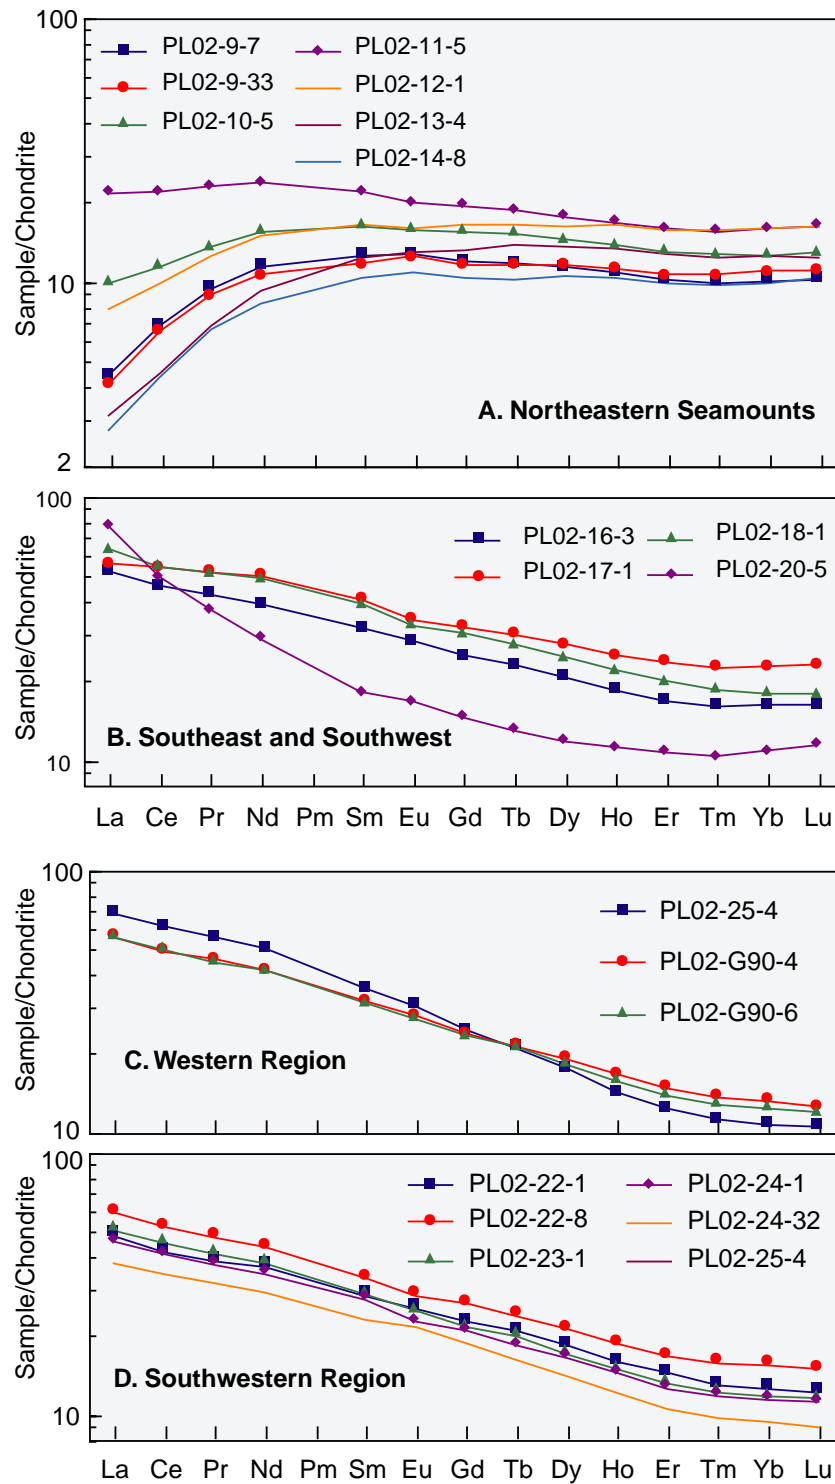 100
PL02-9-7 PL02-11-5
PL02-9-33 PL02-12-1
PL02-10-5 PL02-13-4
PL02-14-8
Sample/Chondrite
10
A. Northeastern Seamounts
2
100
PL02-16-3 PL02-18-1
PL02-17-1 PL02-20-5
Sample/Chondrite
B. Southeast and Southwest
10
La Ce Pr Nd Pm Sm Eu Gd Tb Dy Ho Er Tm Yb Lu
100
PL02-25-4
PL02-G90-4
PL02-G90-6
Sample/Chondrite
C. Western Region
10
100
PL02-22-1 PL02-24-1
PL02-22-8 PL02-24-32
PL02-23-1 PL02-25-4
Sample/Chondrite
D. Southwestern Region
10
La Ce Pr Nd Pm Sm Eu Gd Tb Dy Ho Er Tm Yb Lu